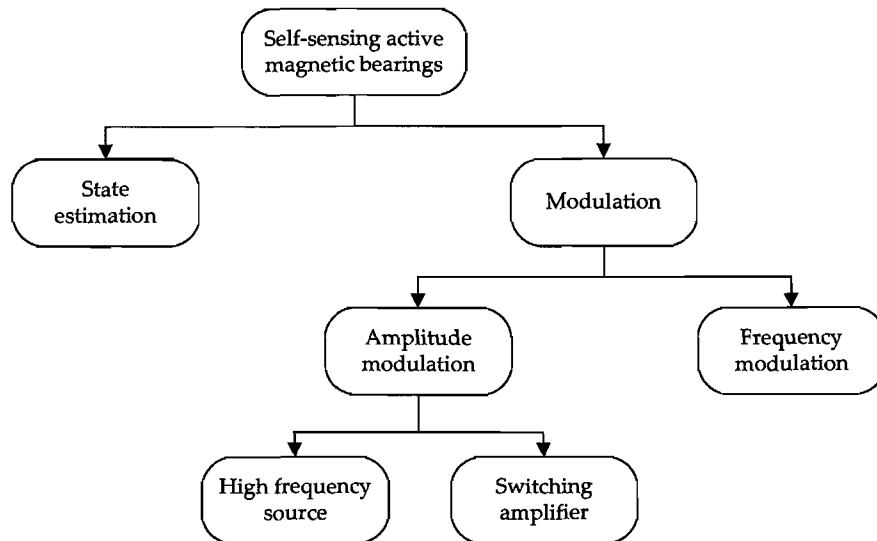 Self-sensing active
magnetic bearings
State
estimation
Modulation
Amplitude
modulation
Frequency
modulation
High frequency
source
Switching
amplifier